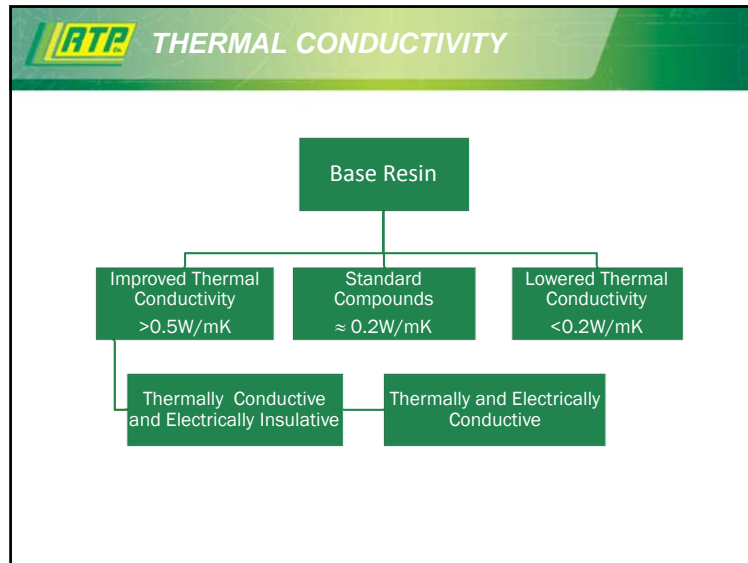 RTP Co.
THERMAL CONDUCTIVITY
Base Resin
Improved Thermal
Conductivity
>0.5W/mK
Standard
Compounds
≈ 0.2W/mK
Lowered Thermal
Conductivity
<0.2W/mK
Thermally Conductive
and Electrically Insulative
Thermally and Electrically
Conductive